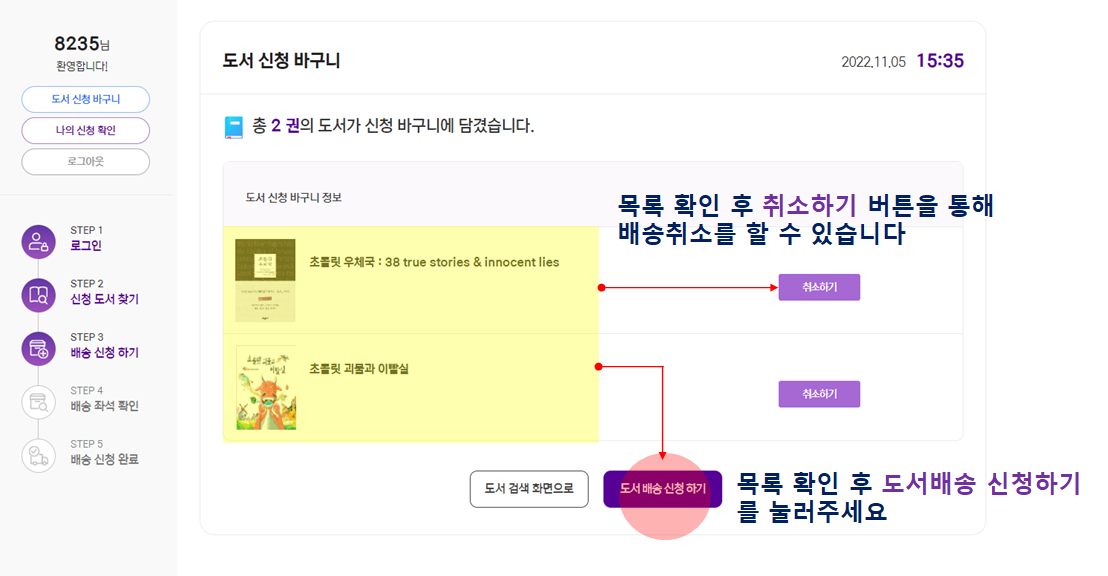 8235님
환영합니다!
도서 신청 바구니
나의 신청 확인
로그아웃
STEP 1
로그인
STEP 2
신청 도서 찾기
STEP 3
배송 신청 하기
STEP 4
배송 좌석 확인
STEP 5
배송 신청 완료
도서 신청 바구니
2022.11.05 15:35
총 2 권의 도서가 신청 바구니에 담겼습니다.
도서 신청 바구니 정보
목록 확인 후 취소하기 버튼을 통해
배송취소를 할 수 있습니다
초콜릿 우체국 : 38 true stories & innocent lies
취소하기
초콜릿 괴물과 이빨실
취소하기
도서 검색 화면으로
도서 배송 신청 하기
목록 확인 후 도서배송 신청하기
를 눌러주세요